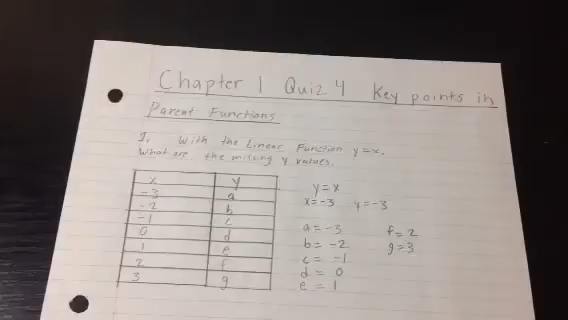 Chapter 1 Quiz 4 Key points in
Parent Functions
1. With the Linear Function y=x.
What are the missing y values.
x y
-3 a
-2 b
-1 c
0 d
1 e
2 f
3 g
y=x
x=-3 y=-3
a=-3 f=2
b=-2 g=3
c=-1
d=0
e=1